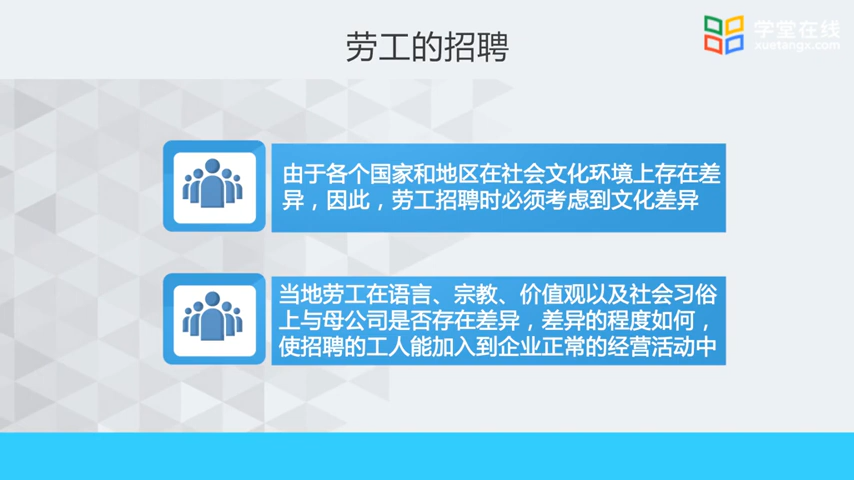 劳工的招聘
学堂在线
xuetangx.com
由于各个国家和地区在社会文化环境上存在差
异，因此，劳工招聘时必须考虑到文化差异
当地劳工在语言、宗教、价值观以及社会习俗
上与母公司是否存在差异，差异的程度如何，
使招聘的工人能加入到企业正常的经营活动中